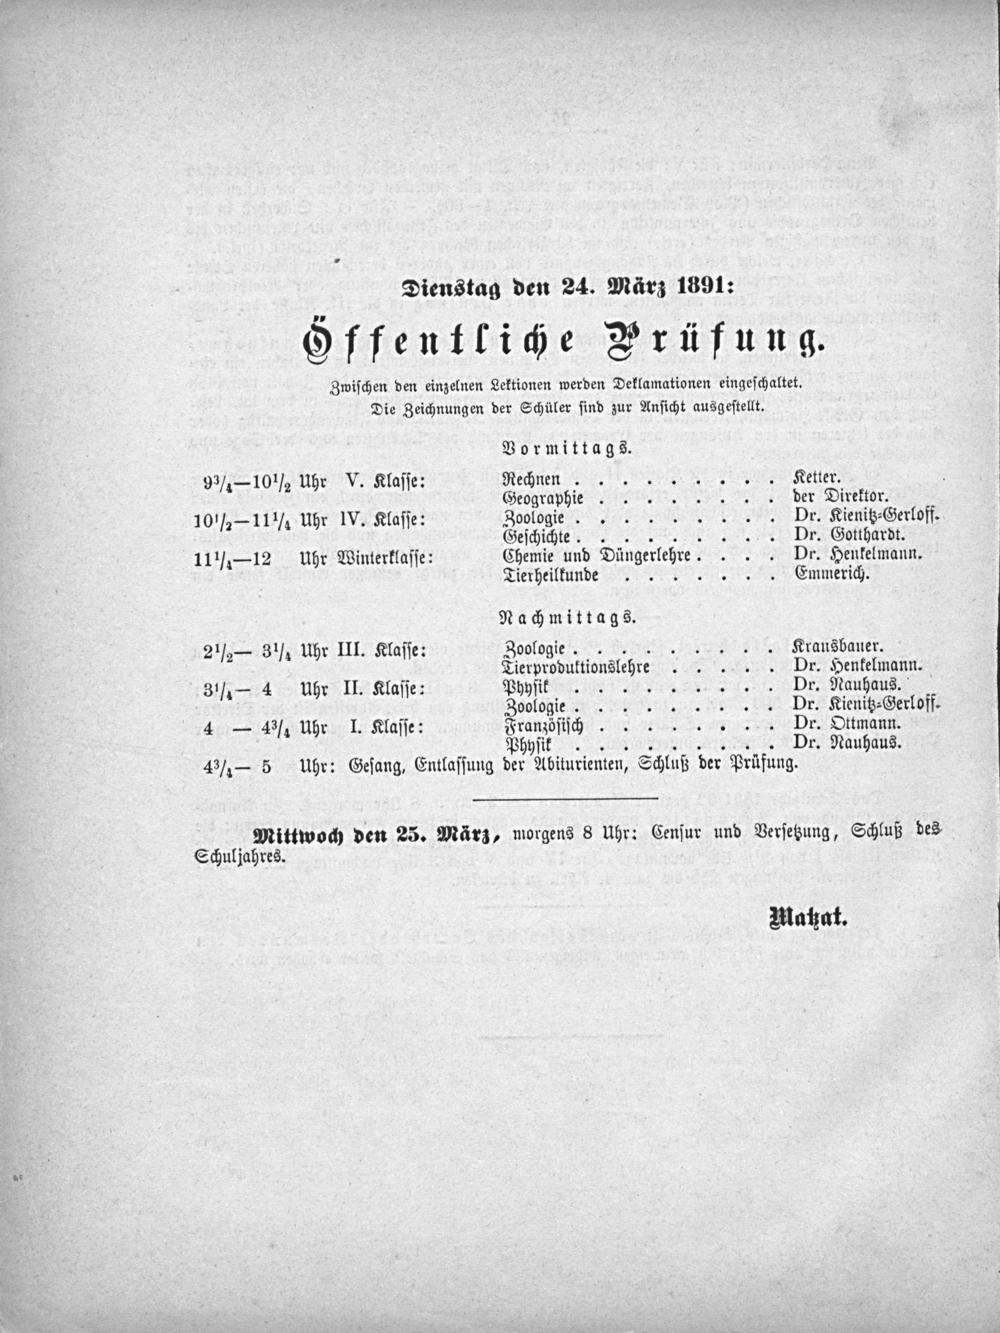 Dienstag den 24. März 1891:
Öffentliche Prüfung.
Zwischen den einzelnen Lektionen werden Deklamationen eingeschaltet.
Die Zeichnungen der Schüler sind zur Ansicht ausgestellt.
Vormittags.
9³/₄—10¹/₂ Uhr V. Klasse: Rechnen . . . . . . . . . Ketter.
Geographie . . . . . . . . der Direktor.
10¹/₂—11¹/₄ Uhr IV. Klasse: Zoologie . . . . . . . . . Dr. Kienitz-Gerloff.
Geschichte . . . . . . . . . Dr. Gotthardt.
11¹/₄—12 Uhr Winterklasse: Chemie und Düngerlehre . . . . Dr. Henkelmann.
Tierheilkunde . . . . . . . Emmerich.
Nachmittags.
2¹/₂— 3¹/₄ Uhr III. Klasse: Zoologie . . . . . . . . . Krausbauer.
Tierproduktionslehre . . . . . . Dr. Henkelmann.
3¹/₄— 4 Uhr II. Klasse: Physik . . . . . . . . . Dr. Nauhaus.
Zoologie . . . . . . . . . Dr. Kienitz-Gerloff.
4 — 4³/₄ Uhr I. Klasse: Französisch . . . . . . . . Dr. Ottmann.
Physik . . . . . . . . . Dr. Nauhaus.
4³/₄— 5 Uhr: Gesang, Entlassung der Abiturienten, Schluß der Prüfung.
Mittwoch den 25. März, morgens 8 Uhr: Censur und Versetzung, Schluß des
Schuljahres.
Matzat.